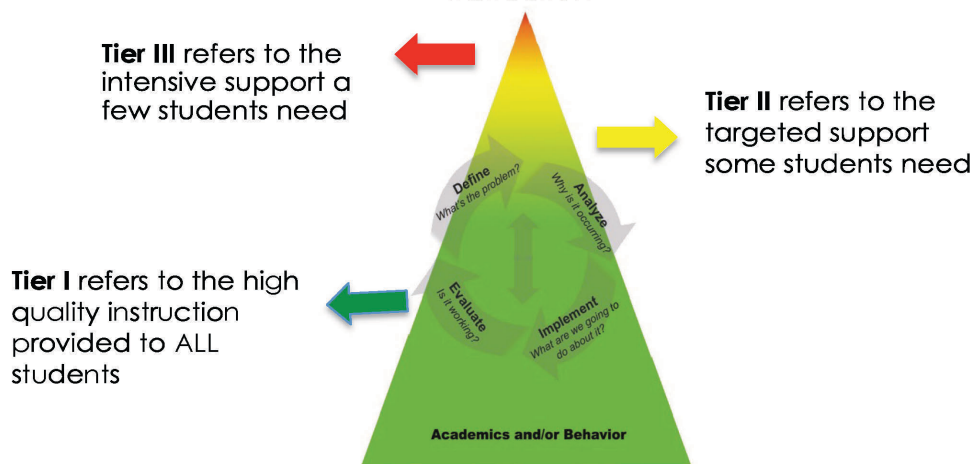 Tier III refers to the
intensive support a
few students need
Tier II refers to the
targeted support
some students need
Define
What's the problem?
Analyze
Why is it occurring?
Tier I refers to the high
quality instruction
provided to ALL
students
Evaluate
Is it working?
Implement
What are we going to
do about it?
Academics and/or Behavior